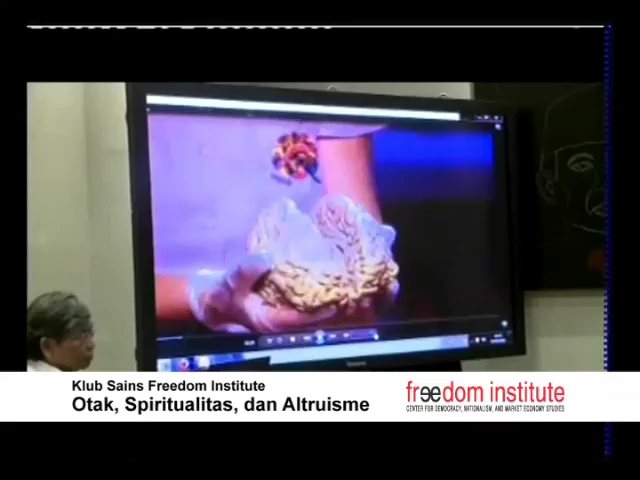 Klub Sains Freedom Institute
Otak, Spiritualitas, dan Altruisme
freedom institute
CENTER FOR DEMOCRACY, NATIONALISM, AND MARKET ECONOMY STUDIES